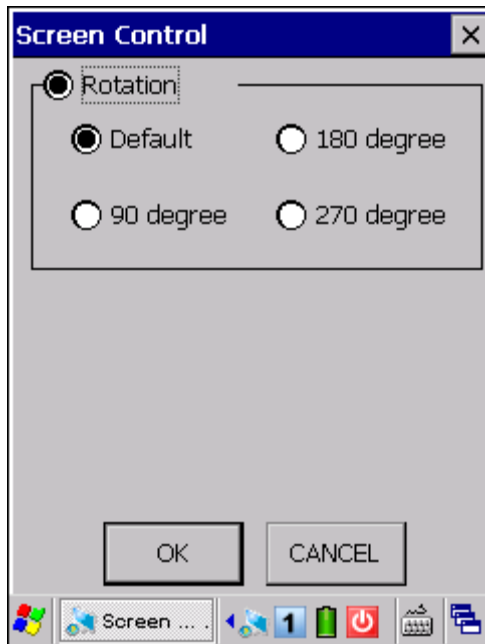 Screen Control
Rotation
Default 180 degree
90 degree 270 degree
OK CANCEL
Screen ... . 1